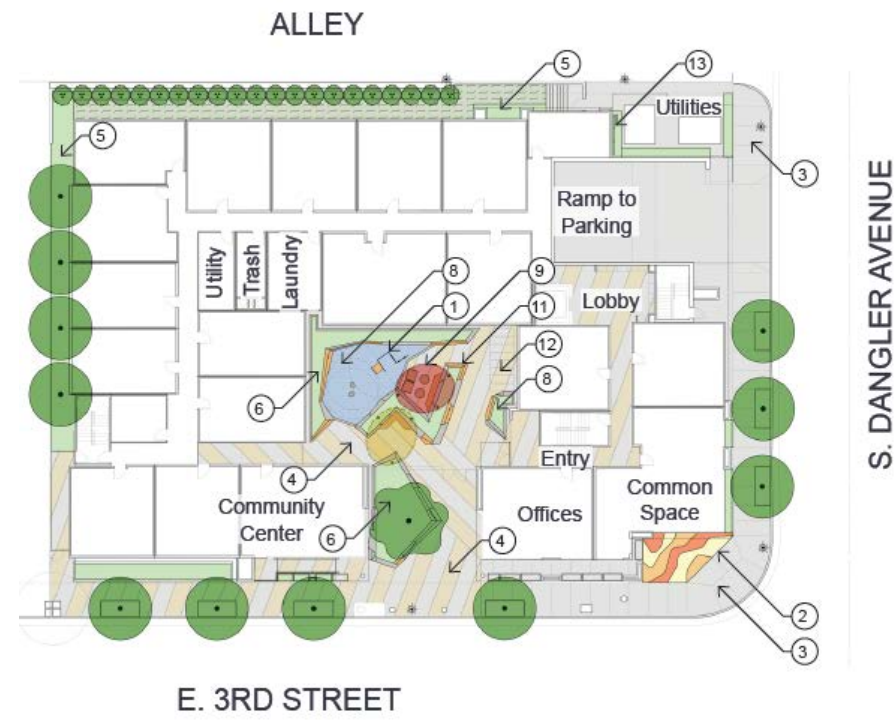 ALLEY
5
13
5
Utilities
3
Ramp to
Parking
S. DANGLER AVENUE
Utility
Trash
Laundry
8
9
1
11
Lobby
12
8
6
4
Entry
Community
Center
Offices
Common
Space
6
4
2
3
E. 3RD STREET